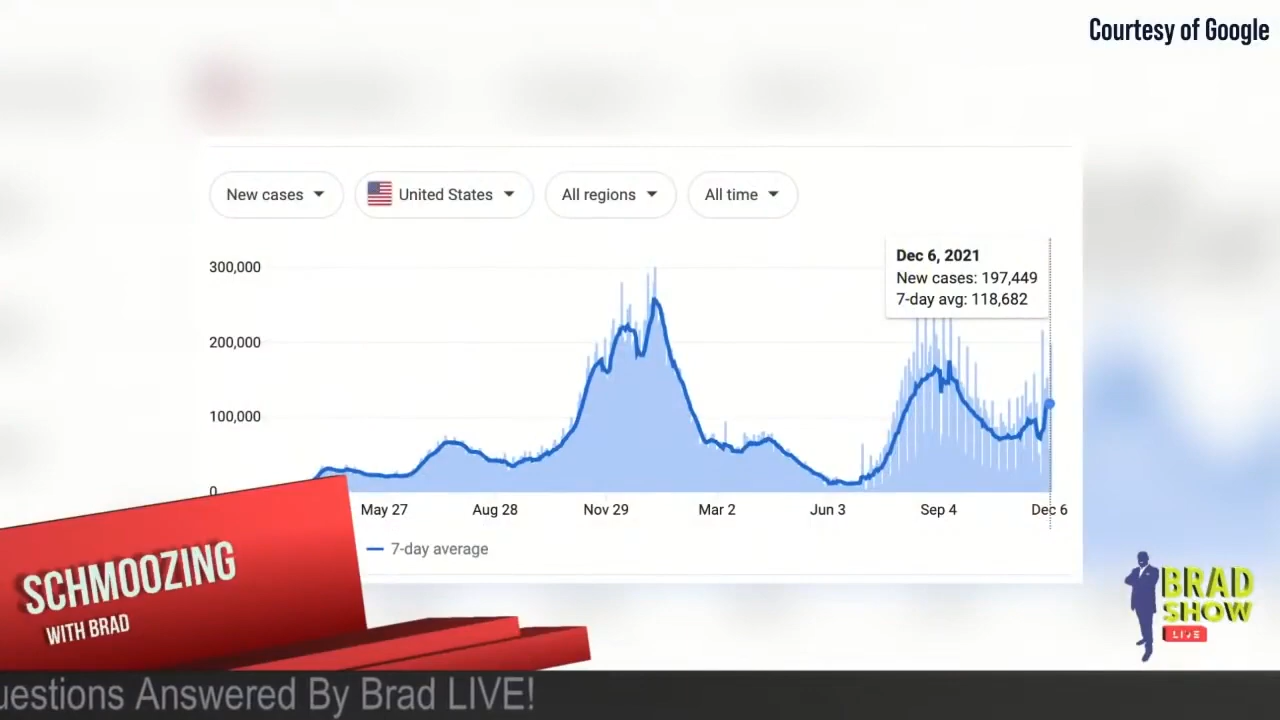 Courtesy of Google
New cases
United States
All regions
All time
Dec 6, 2021
New cases: 197,449
7-day avg: 118,682
300,000
200,000
100,000
0
May 27
Aug 28
Nov 29
Mar 2
Jun 3
Sep 4
Dec 6
7-day average
SCHMOOZING
WITH BRAD
BRAD
SHOW
LIVE
uestions Answered By Brad LIVE!